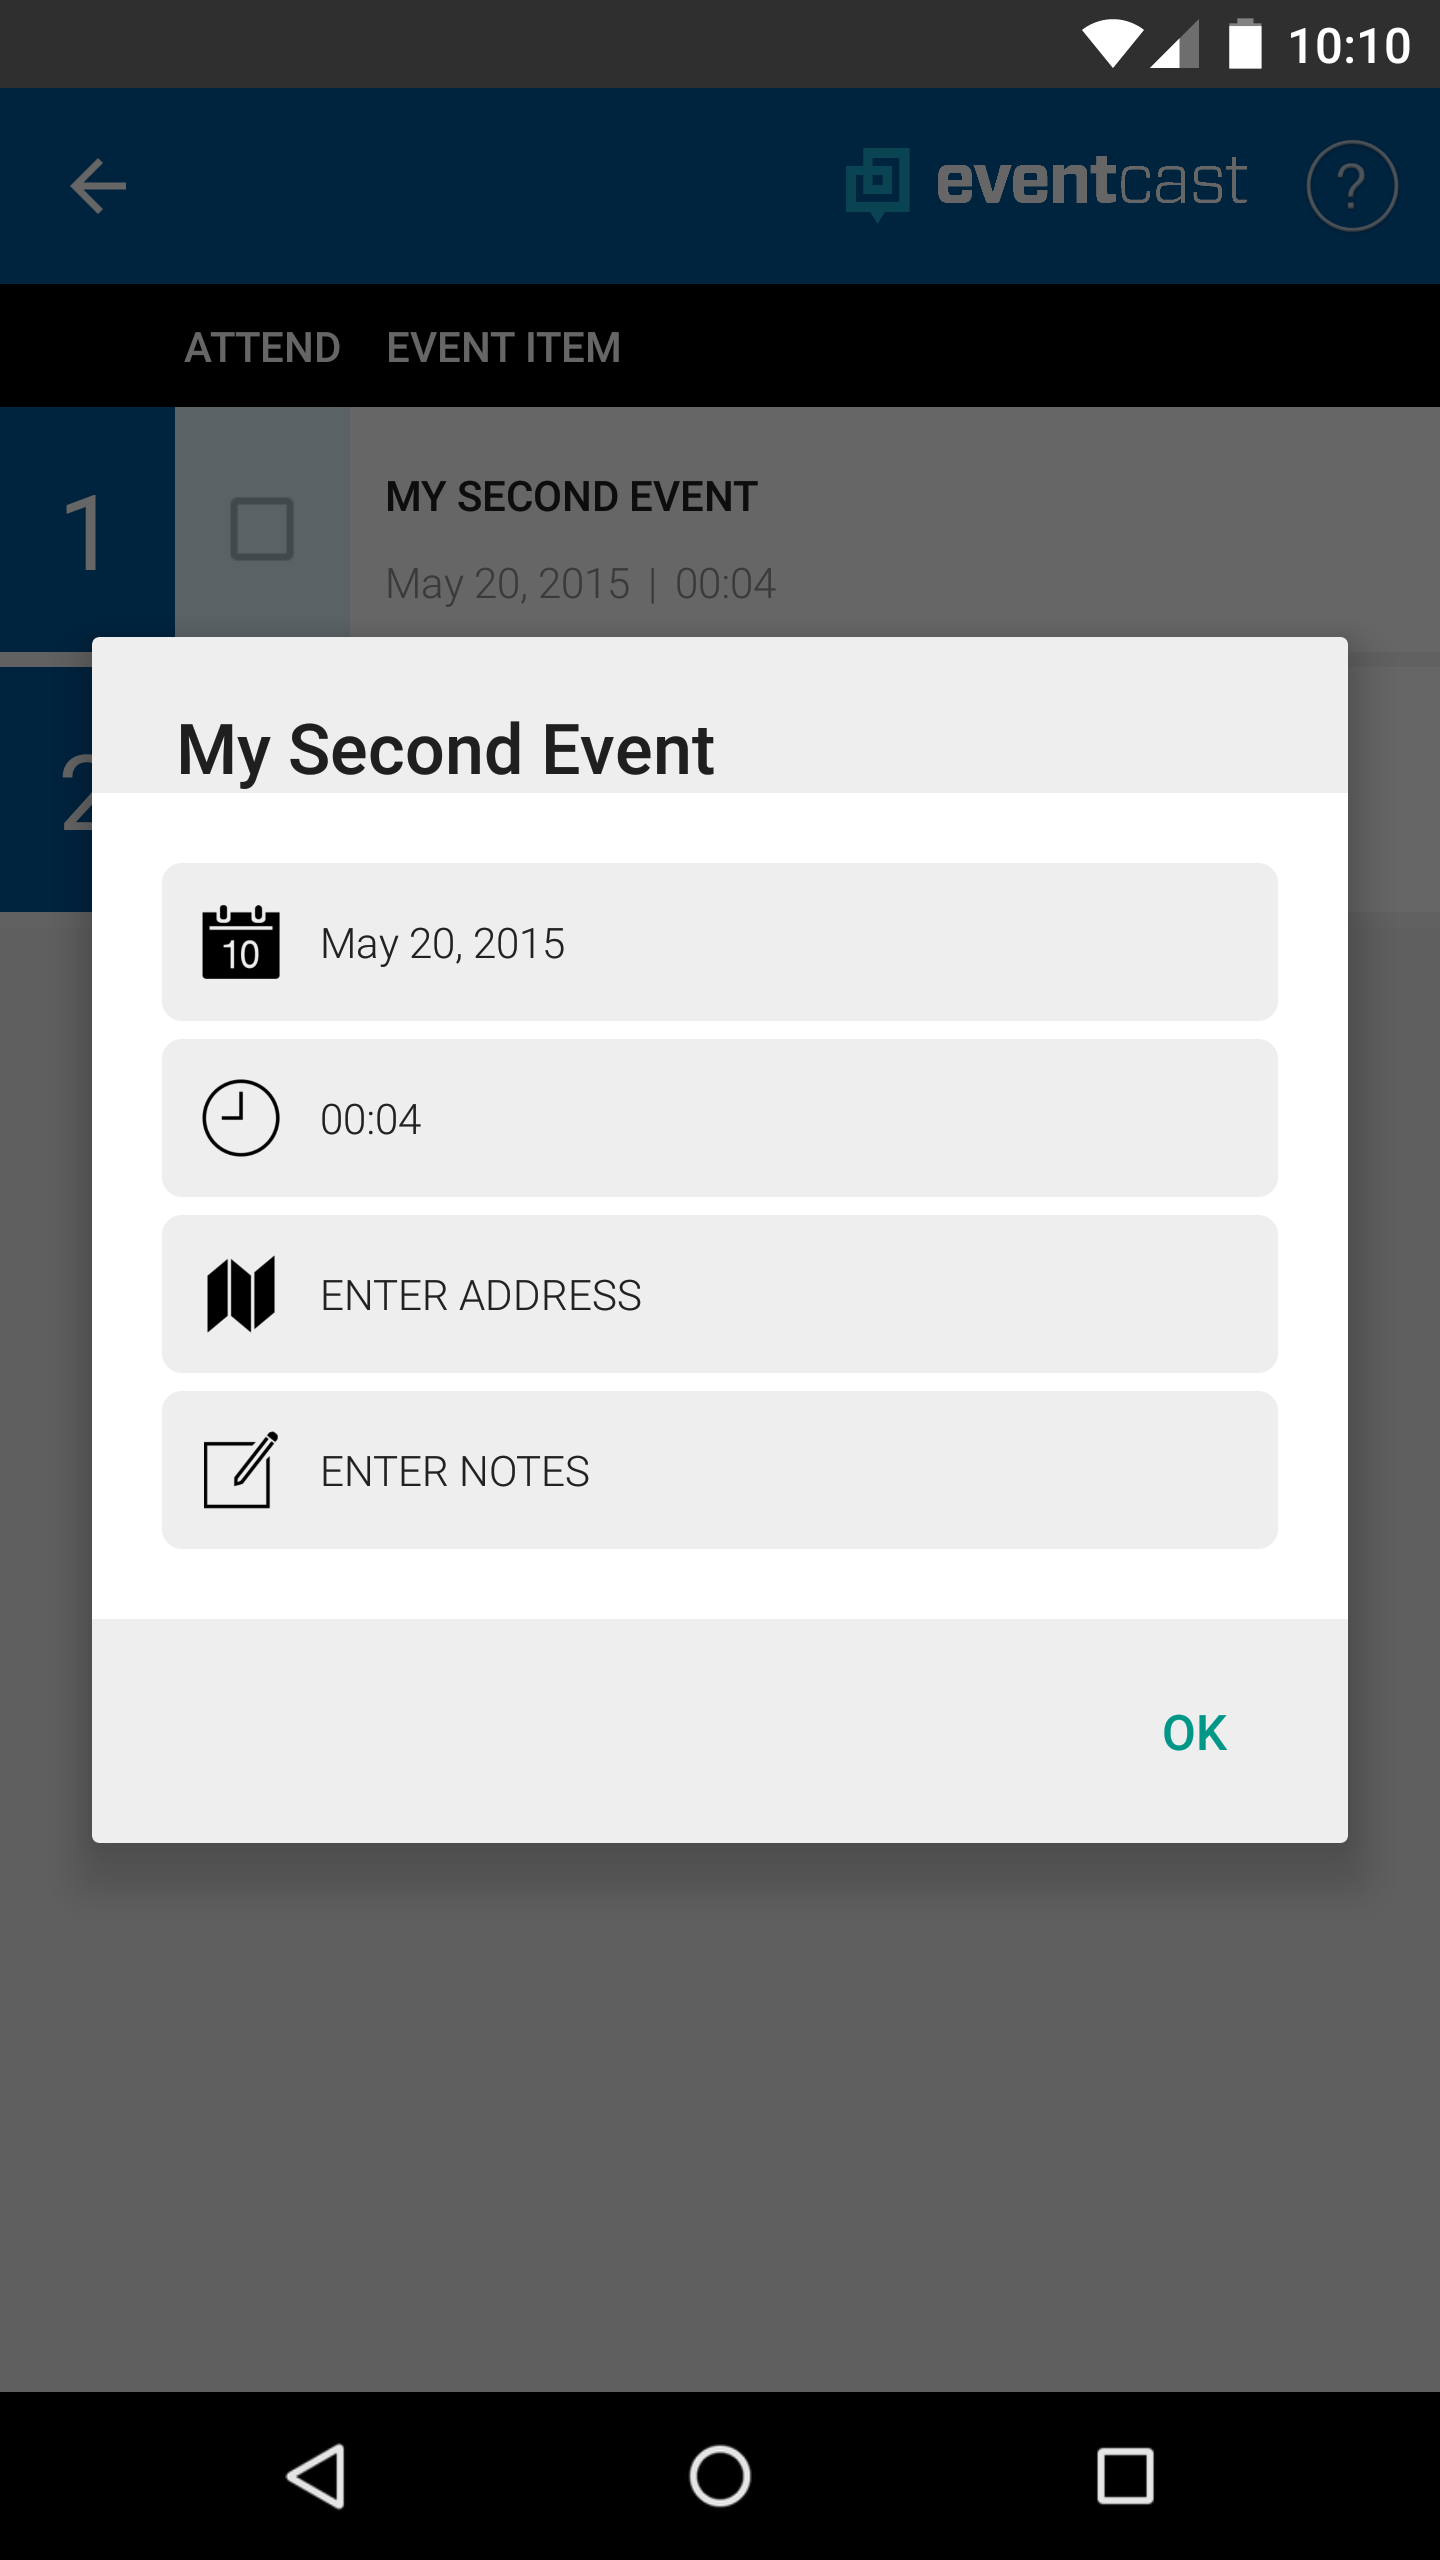 10:10
eventcast
?
ATTEND EVENT ITEM
1
MY SECOND EVENT
May 20, 2015 | 00:04
2
My Second Event
10
May 20, 2015
00:04
ENTER ADDRESS
ENTER NOTES
OK